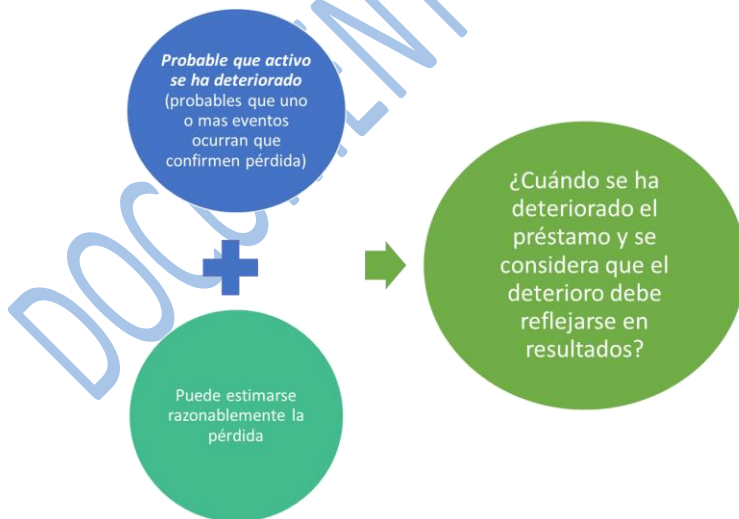 Probable que activo
se ha deteriorado
(probables que uno
o mas eventos
ocurran que
confirmen pérdida)
¿Cuándo se ha
deteriorado el
préstamo y se
considera que el
deterioro debe
reflejarse en
resultados?
Puede estimarse
razonablemente la
pérdida